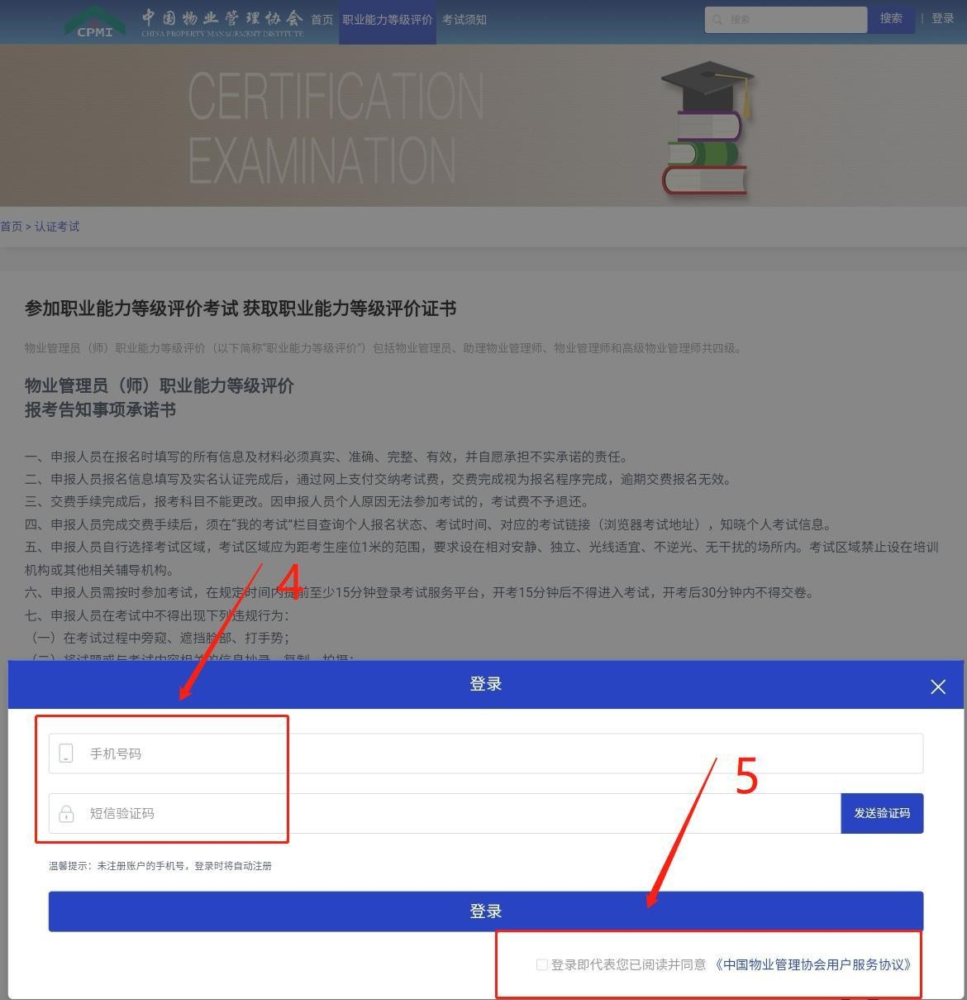 CPMI
中国物业管理协会
CHINA PROPERTY MANAGEMENT INSTITUTE
首页 职业能力等级评价 考试须知 搜索 搜索 | 登录
CERTIFICATION
EXAMINATION
首页 > 认证考试
参加职业能力等级评价考试 获取职业能力等级评价证书
物业管理员（师）职业能力等级评价（以下简称“职业能力等级评价”）包括物业管理员、助理物业管理师、物业管理师和高级物业管理师共四级。
物业管理员（师）职业能力等级评价
报考告知事项承诺书
一、申报人员在报名时填写的所有信息及材料必须真实、准确、完整、有效，并自愿承担不实承诺的责任。
二、申报人员报名信息填写及实名认证完成后，通过网上支付交纳考试费，交费完成视为报名程序完成，逾期交费报名无效。
三、交费手续完成后，报考科目不能更改。因申报人员个人原因无法参加考试的，考试费不予退还。
四、申报人员完成交费手续后，须在“我的考试”栏目查询个人报名状态、考试时间、对应的考试链接（浏览器考试地址），知晓个人考试信息。
五、申报人员自行选择考试区域，考试区域应为距考生座位1米的范围，要求设在相对安静、独立、光线适宜、不逆光、无干扰的场所内。考试区域禁止设在培训
机构或其他相关辅导机构。
4
六、申报人员需按时参加考试，在规定时间内提前至少15分钟登录考试服务平台，开考15分钟后不得进入考试，开考后30分钟内不得交卷。
七、申报人员在考试中不得出现下列违规行为：
（一）在考试过程中旁窥、遮挡脸部、打手势；
（二）将试题或与考试内容相关的信息抄录、复制、拍摄；
登录
手机号码
5
短信验证码 发送验证码
温馨提示：未注册账户的手机号，登录时将自动注册
登录
登录即代表您已阅读并同意 《中国物业管理协会用户服务协议》